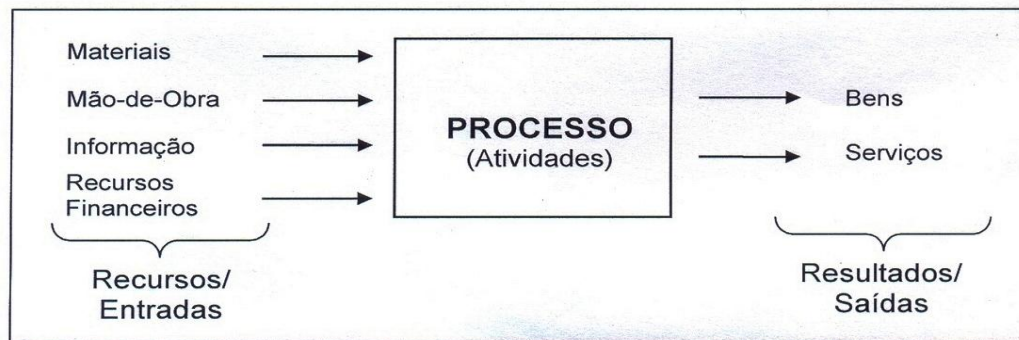 Materiais
Mão-de-Obra
Informação
Recursos
Financeiros
Recursos/
Entradas
PROCESSO
(Atividades)
Bens
Serviços
Resultados/
Saídas